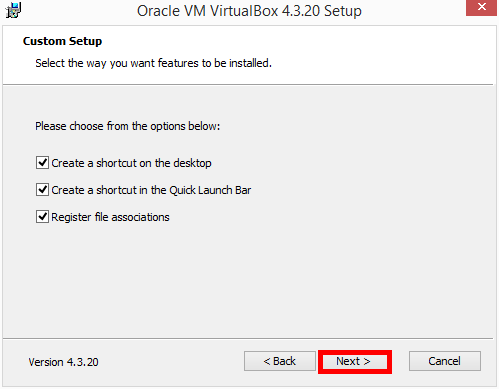 Oracle VM VirtualBox 4.3.20 Setup
Custom Setup
Select the way you want features to be installed.
Please choose from the options below:
Create a shortcut on the desktop
Create a shortcut in the Quick Launch Bar
Register file associations
Version 4.3.20
< Back
Next >
Cancel